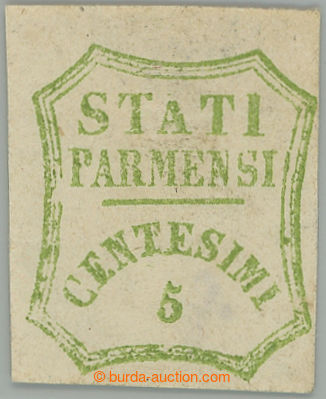 STATI
PARMENSI
CENTESIMI
5
© burda-auction.com